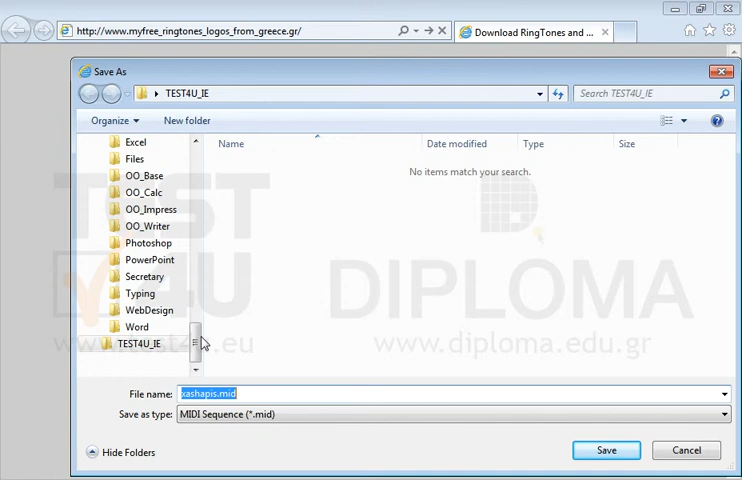 http://www.myfree_ringtones_logos_from_greece.gr/
Download RingTones and ...
Save As
TEST4U_IE
Search TEST4U_IE
Organize
New folder
Name
Date modified
Type
Size
No items match your search.
Excel
Files
OO_Base
OO_Calc
OO_Impress
OO_Writer
Photoshop
PowerPoint
Secretary
Typing
WebDesign
Word
TEST4U_IE
TEST
4U
www.test4u.eu
DIPLOMA
www.diploma.edu.gr
File name:
xashapis.mid
Save as type:
MIDI Sequence (*.mid)
Hide Folders
Save
Cancel